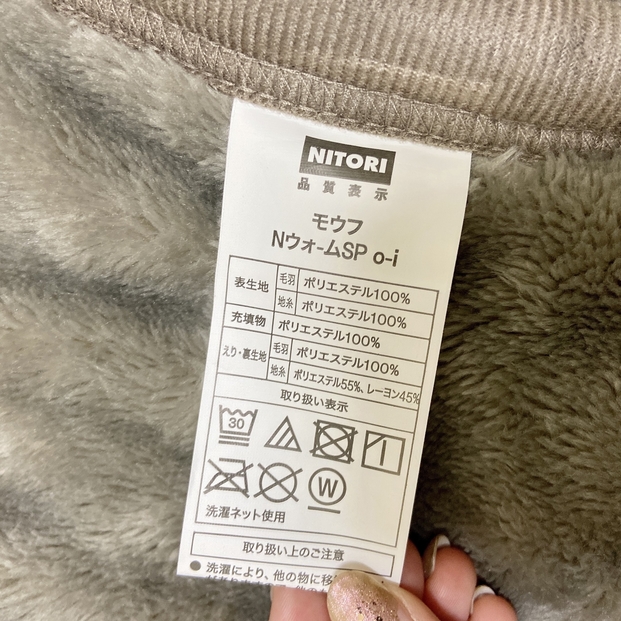 NITORI
品質表示
モウフ
NウォームSP o-i
表生地 毛羽 ポリエステル100%
地糸 ポリエステル100%
充填物 ポリエステル100%
えり・裏生地 毛羽 ポリエステル100%
地糸 ポリエステル55%、レーヨン45%
取り扱い表示
30
W
洗濯ネット使用
取り扱い上のご注意
● 洗濯により、他の物に移